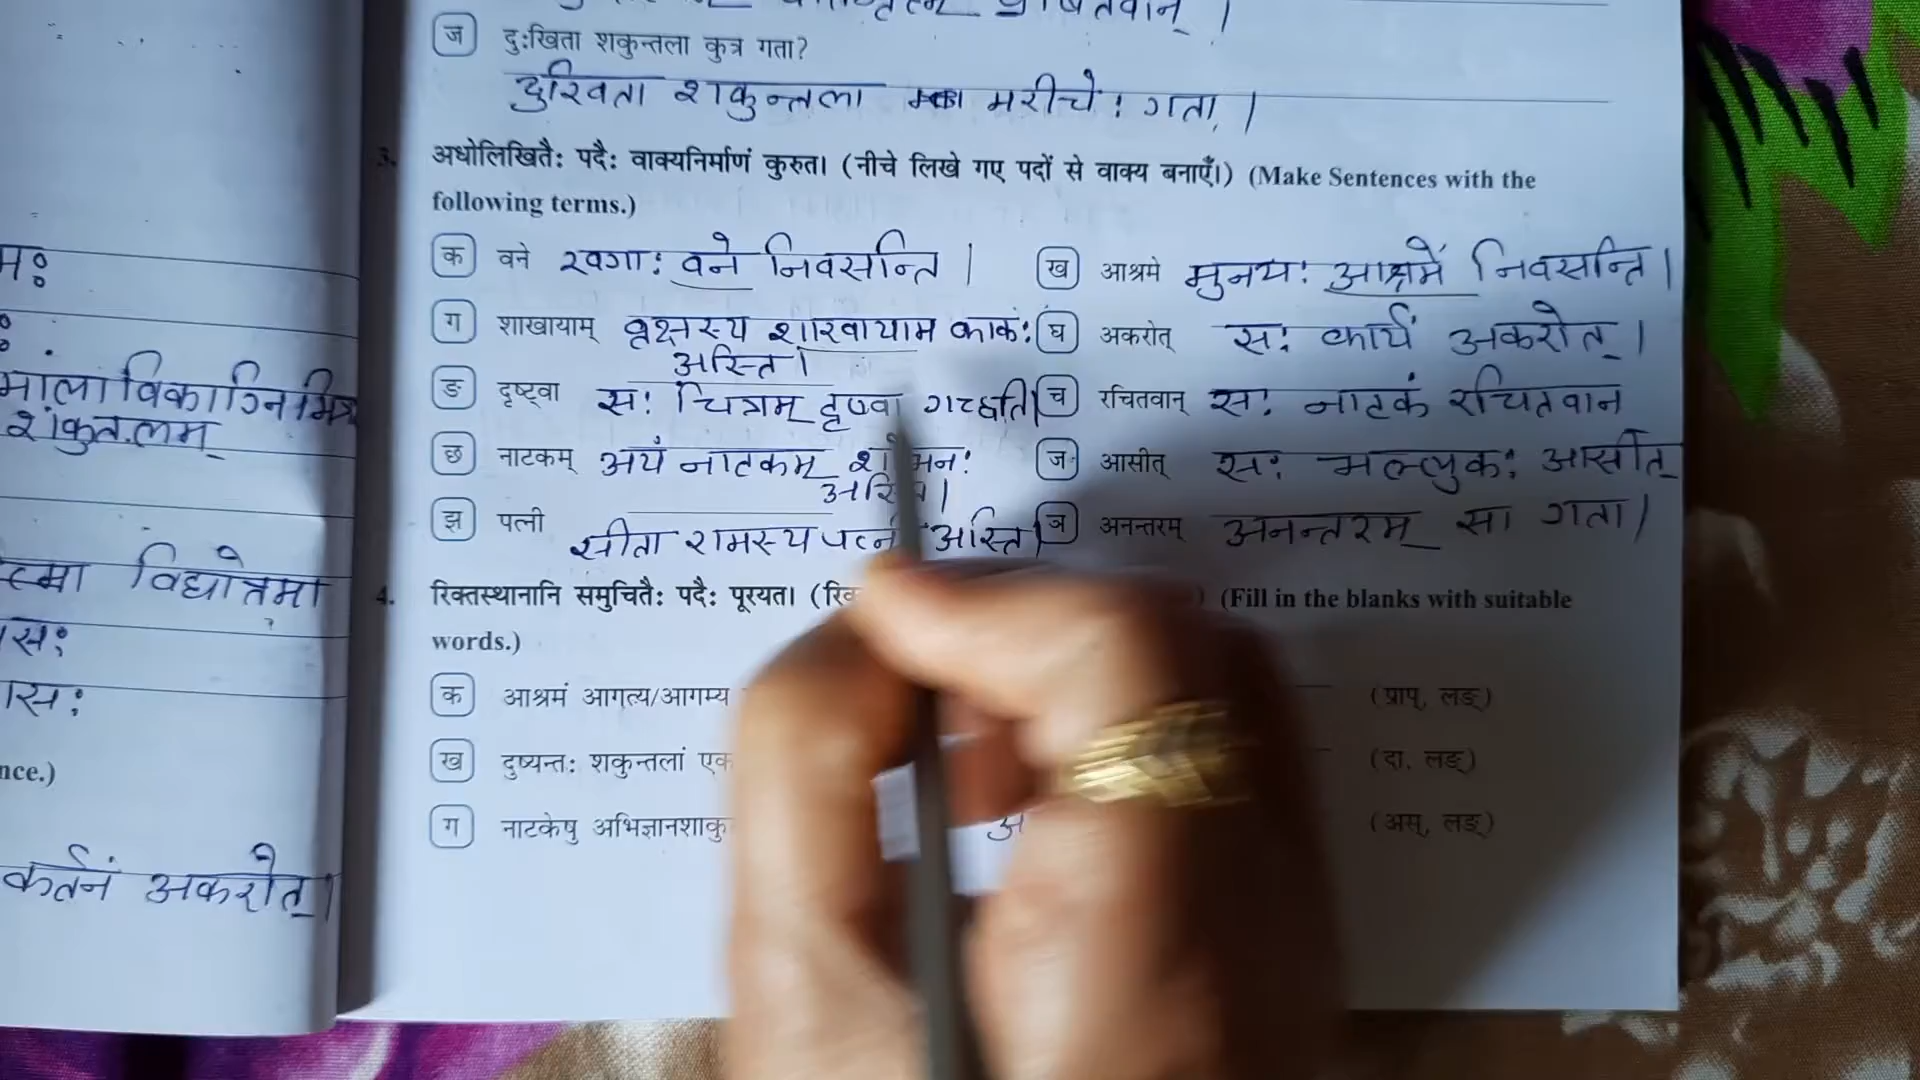 मः
ः
मालविकाग्निमित्र
शंकुतलम्
विद्योत्तमा
सः
nce.)
कर्तनं अकरोत्।
ज दुःखिता शकुन्तला कुत्र गता?
दुखिता शकुन्तला मरीचेः गता।
3. अधोलिखितैः पदैः वाक्यनिर्माणं कुरुत। (नीचे लिखे गए पदों से वाक्य बनाएँ।) (Make Sentences with the
following terms.)
क वने खगाः वने निवसन्ति। ख आश्रमे मुनयः आश्रमें निवसन्ति।
ग शाखायाम् वृक्षस्य शाखायाम काकः घ अकरोत् सः कार्यं अकरोत्।
अस्ति।
ङ दृष्ट्वा सः चित्रम् गच्छति। च रचितवान् सः नाटकं रचितवान
छ नाटकम् अयं नाटकम् ज आसीत् सः भल्लुकः आसीत्
झ पत्नी सीता रामस्य अस्ति। ञ अनन्तरम् अनन्तरम् सा गता।
4. रिक्तस्थानानि समुचितैः पदैः पूरयत। (Fill in the blanks with suitable
words.)
क आश्रमं आगत्य/आगम्य (प्राप्, लङ्)
ख दुष्यन्तः शकुन्तलां (दा, लङ्)
ग नाटकेषु (अस्, लङ्)